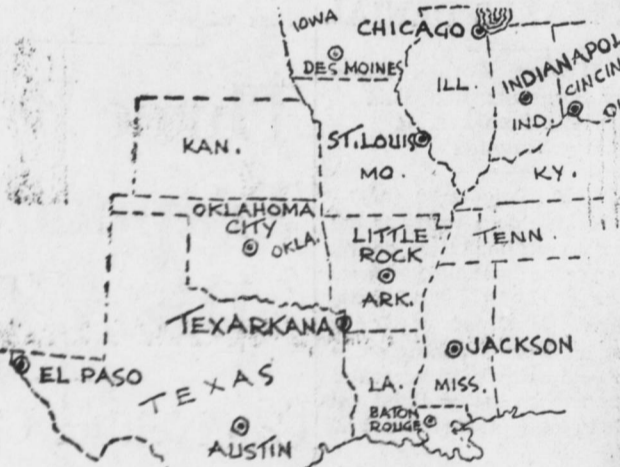 IOWA
CHICAGO
DES MOINES
ILL.
INDIANAPOL
CINCIN
IND.
KAN.
ST. LOUIS
MO.
KY.
OKLAHOMA
CITY
OKLA.
LITTLE
ROCK
ARK.
TENN.
TEXARKANA
EL PASO
TEXAS
JACKSON
LA.
MISS.
BATON
ROUGE
AUSTIN